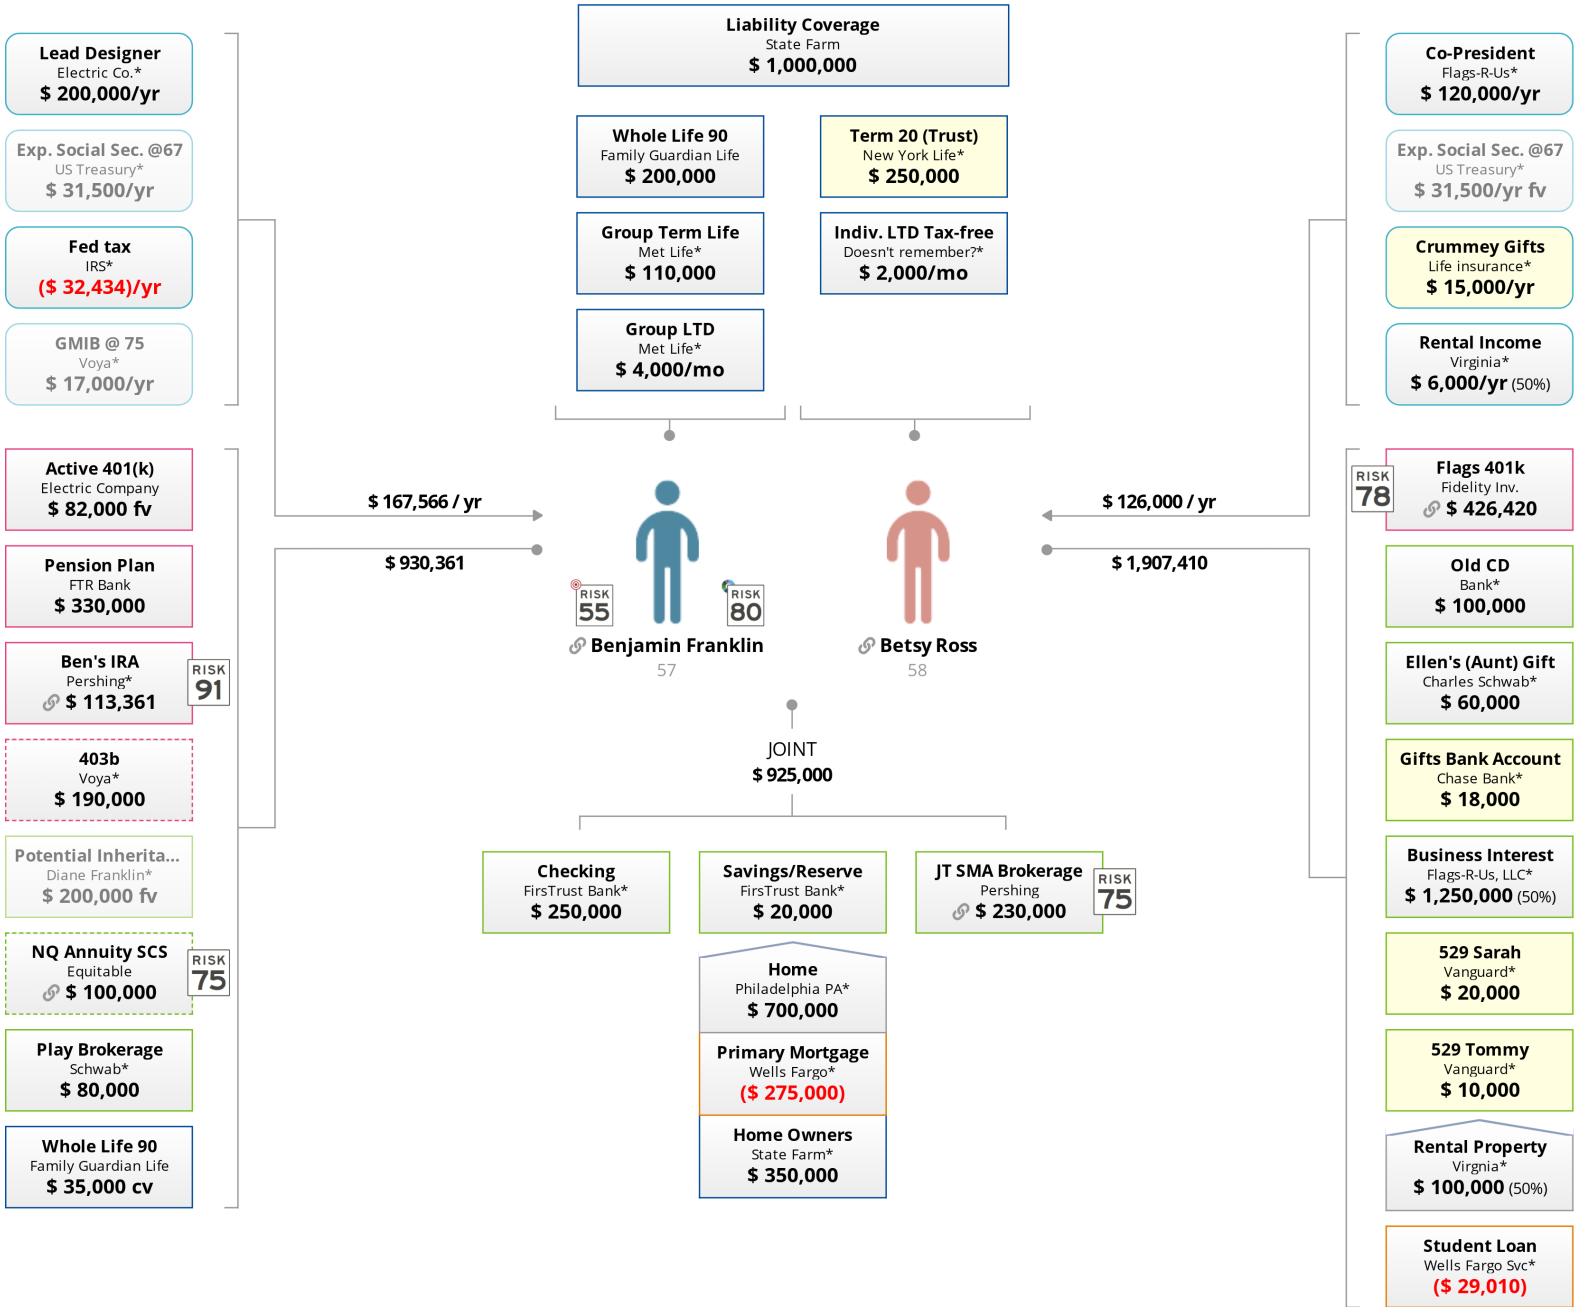 Liability Coverage
State Farm
$ 1,000,000
Lead Designer
Electric Co.*
$ 200,000/yr
Exp. Social Sec. @67
US Treasury*
$ 31,500/yr
Fed tax
IRS*
($ 32,434)/yr
GMIB @ 75
Voya*
$ 17,000/yr
Whole Life 90
Family Guardian Life
$ 200,000
Group Term Life
Met Life*
$ 110,000
Group LTD
Met Life*
$ 4,000/mo
Term 20 (Trust)
New York Life*
$ 250,000
Indiv. LTD Tax-free
Doesn't remember?*
$ 2,000/mo
Co-President
Flags-R-Us*
$ 120,000/yr
Exp. Social Sec. @67
US Treasury*
$ 31,500/yr fv
Crummey Gifts
Life insurance*
$ 15,000/yr
Rental Income
Virginia*
$ 6,000/yr (50%)
$ 167,566 / yr
$ 930,361
$ 126,000 / yr
$ 1,907,410
RISK
55
RISK
80
Benjamin Franklin
57
Betsy Ross
58
Active 401(k)
Electric Company
$ 82,000 fv
Pension Plan
FTR Bank
$ 330,000
Ben's IRA
Pershing*
$ 113,361
RISK
91
403b
Voya*
$ 190,000
Potential Inherita...
Diane Franklin*
$ 200,000 fv
NQ Annuity SCS
Equitable
$ 100,000
RISK
75
Play Brokerage
Schwab*
$ 80,000
Whole Life 90
Family Guardian Life
$ 35,000 cv
JOINT
$ 925,000
Checking
FirsTrust Bank*
$ 250,000
Savings/Reserve
FirsTrust Bank*
$ 20,000
JT SMA Brokerage
Pershing
$ 230,000
RISK
75
Home
Philadelphia PA*
$ 700,000
Primary Mortgage
Wells Fargo*
($ 275,000)
Home Owners
State Farm*
$ 350,000
RISK
78
Flags 401k
Fidelity Inv.
$ 426,420
Old CD
Bank*
$ 100,000
Ellen's (Aunt) Gift
Charles Schwab*
$ 60,000
Gifts Bank Account
Chase Bank*
$ 18,000
Business Interest
Flags-R-Us, LLC*
$ 1,250,000 (50%)
529 Sarah
Vanguard*
$ 20,000
529 Tommy
Vanguard*
$ 10,000
Rental Property
Virgnia*
$ 100,000 (50%)
Student Loan
Wells Fargo Svc*
($ 29,010)